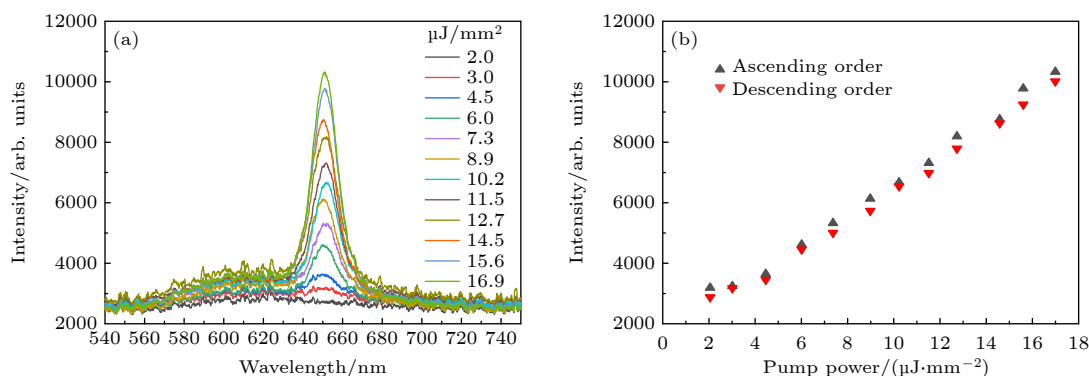 12000
10000
8000
6000
4000
2000
Intensity/arb. units
(a)
μJ/mm²
2.0
3.0
4.5
6.0
7.3
8.9
10.2
11.5
12.7
14.5
15.6
16.9
540 560 580 600 620 640 660 680 700 720 740
Wavelength/nm
12000
10000
8000
6000
4000
2000
Intensity/arb. units
(b)
Ascending order
Descending order
0 2 4 6 8 10 12 14 16 18
Pump power/(μJ·mm⁻²)